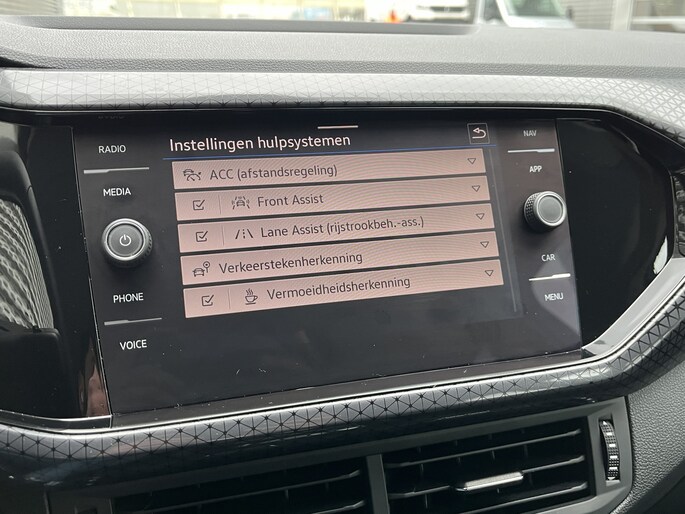 Instellingen hulpsystemen
ACC (afstandsregeling)
Front Assist
Lane Assist (rijstrookbeh.-ass.)
Verkeerstekenherkenning
Vermoeidheidsherkenning
RADIO
MEDIA
PHONE
VOICE
NAV
APP
CAR
MENU